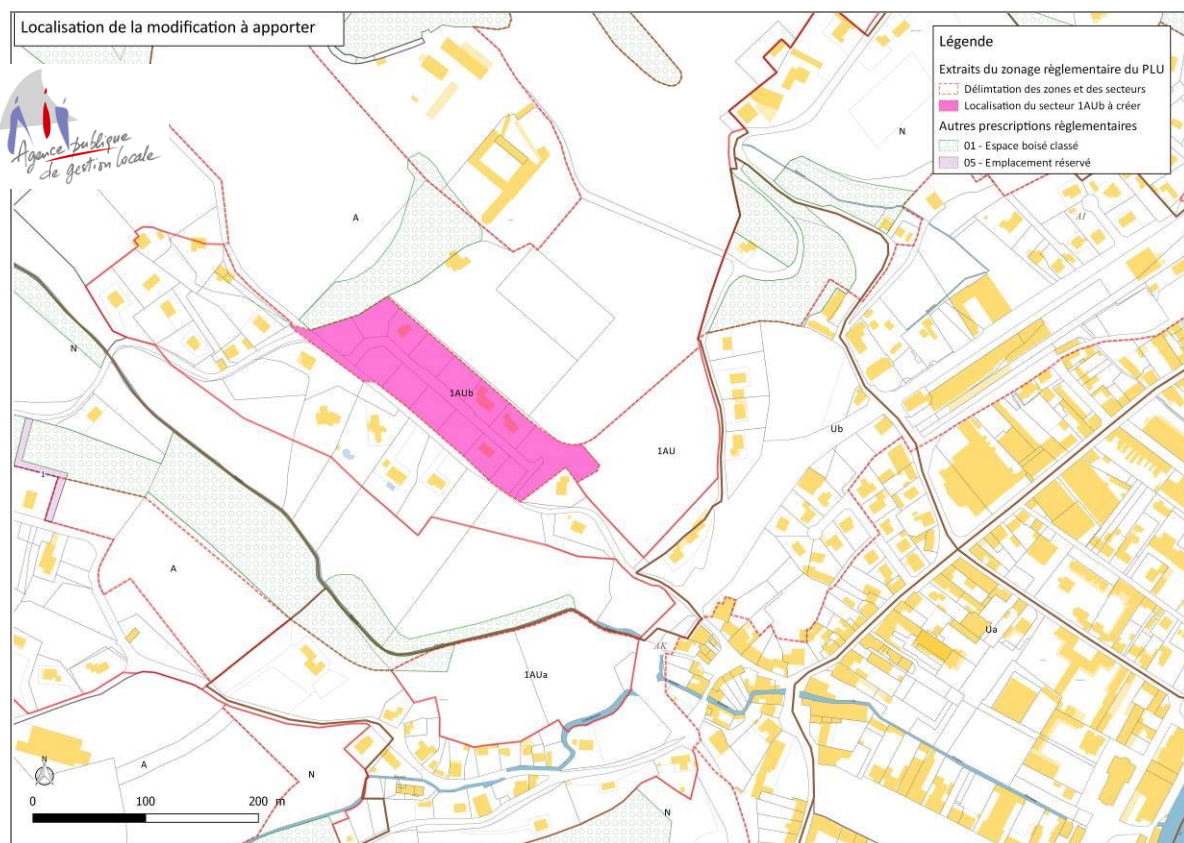 Localisation de la modification à apporter
Agence publique
de gestion locale
Légende
Extraits du zonage règlementaire du PLU
Délimtation des zones et des secteurs
Localisation du secteur 1AUb à créer
Autres prescriptions règlementaires
01 - Espace boisé classé
05 - Emplacement réservé
N
A
AI
N
1AUb
1AU
Ub
1
A
Ua
AK
1AUa
A
N
N
N
0 100 200 m